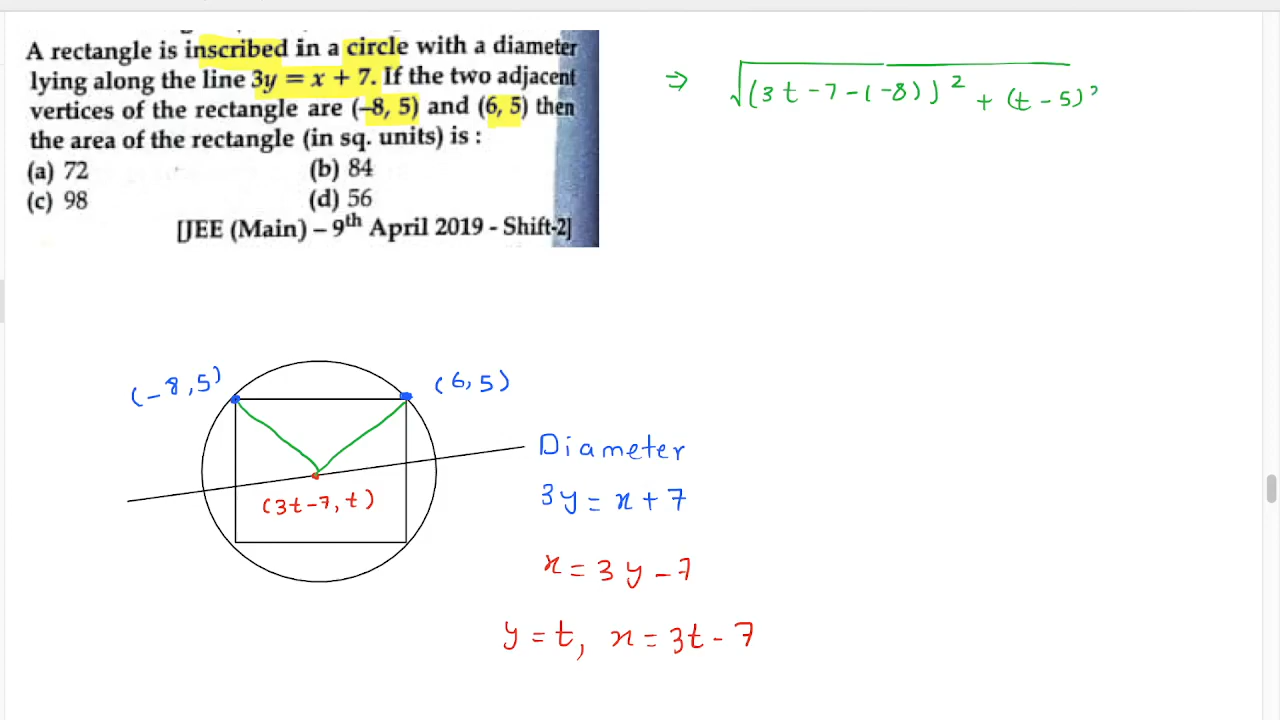 A rectangle is inscribed in a circle with a diameter
lying along the line 3y = x + 7. If the two adjacent
vertices of the rectangle are (–8, 5) and (6, 5) then
the area of the rectangle (in sq. units) is :
(a) 72 (b) 84
(c) 98 (d) 56
[JEE (Main) – 9th April 2019 - Shift-2]
⇒ √(3t-7-(-8))² + (t-5)²
(-8,5) (6,5)
(3t-7, t)
Diameter
3y = x + 7
x = 3y - 7
y = t, x = 3t - 7